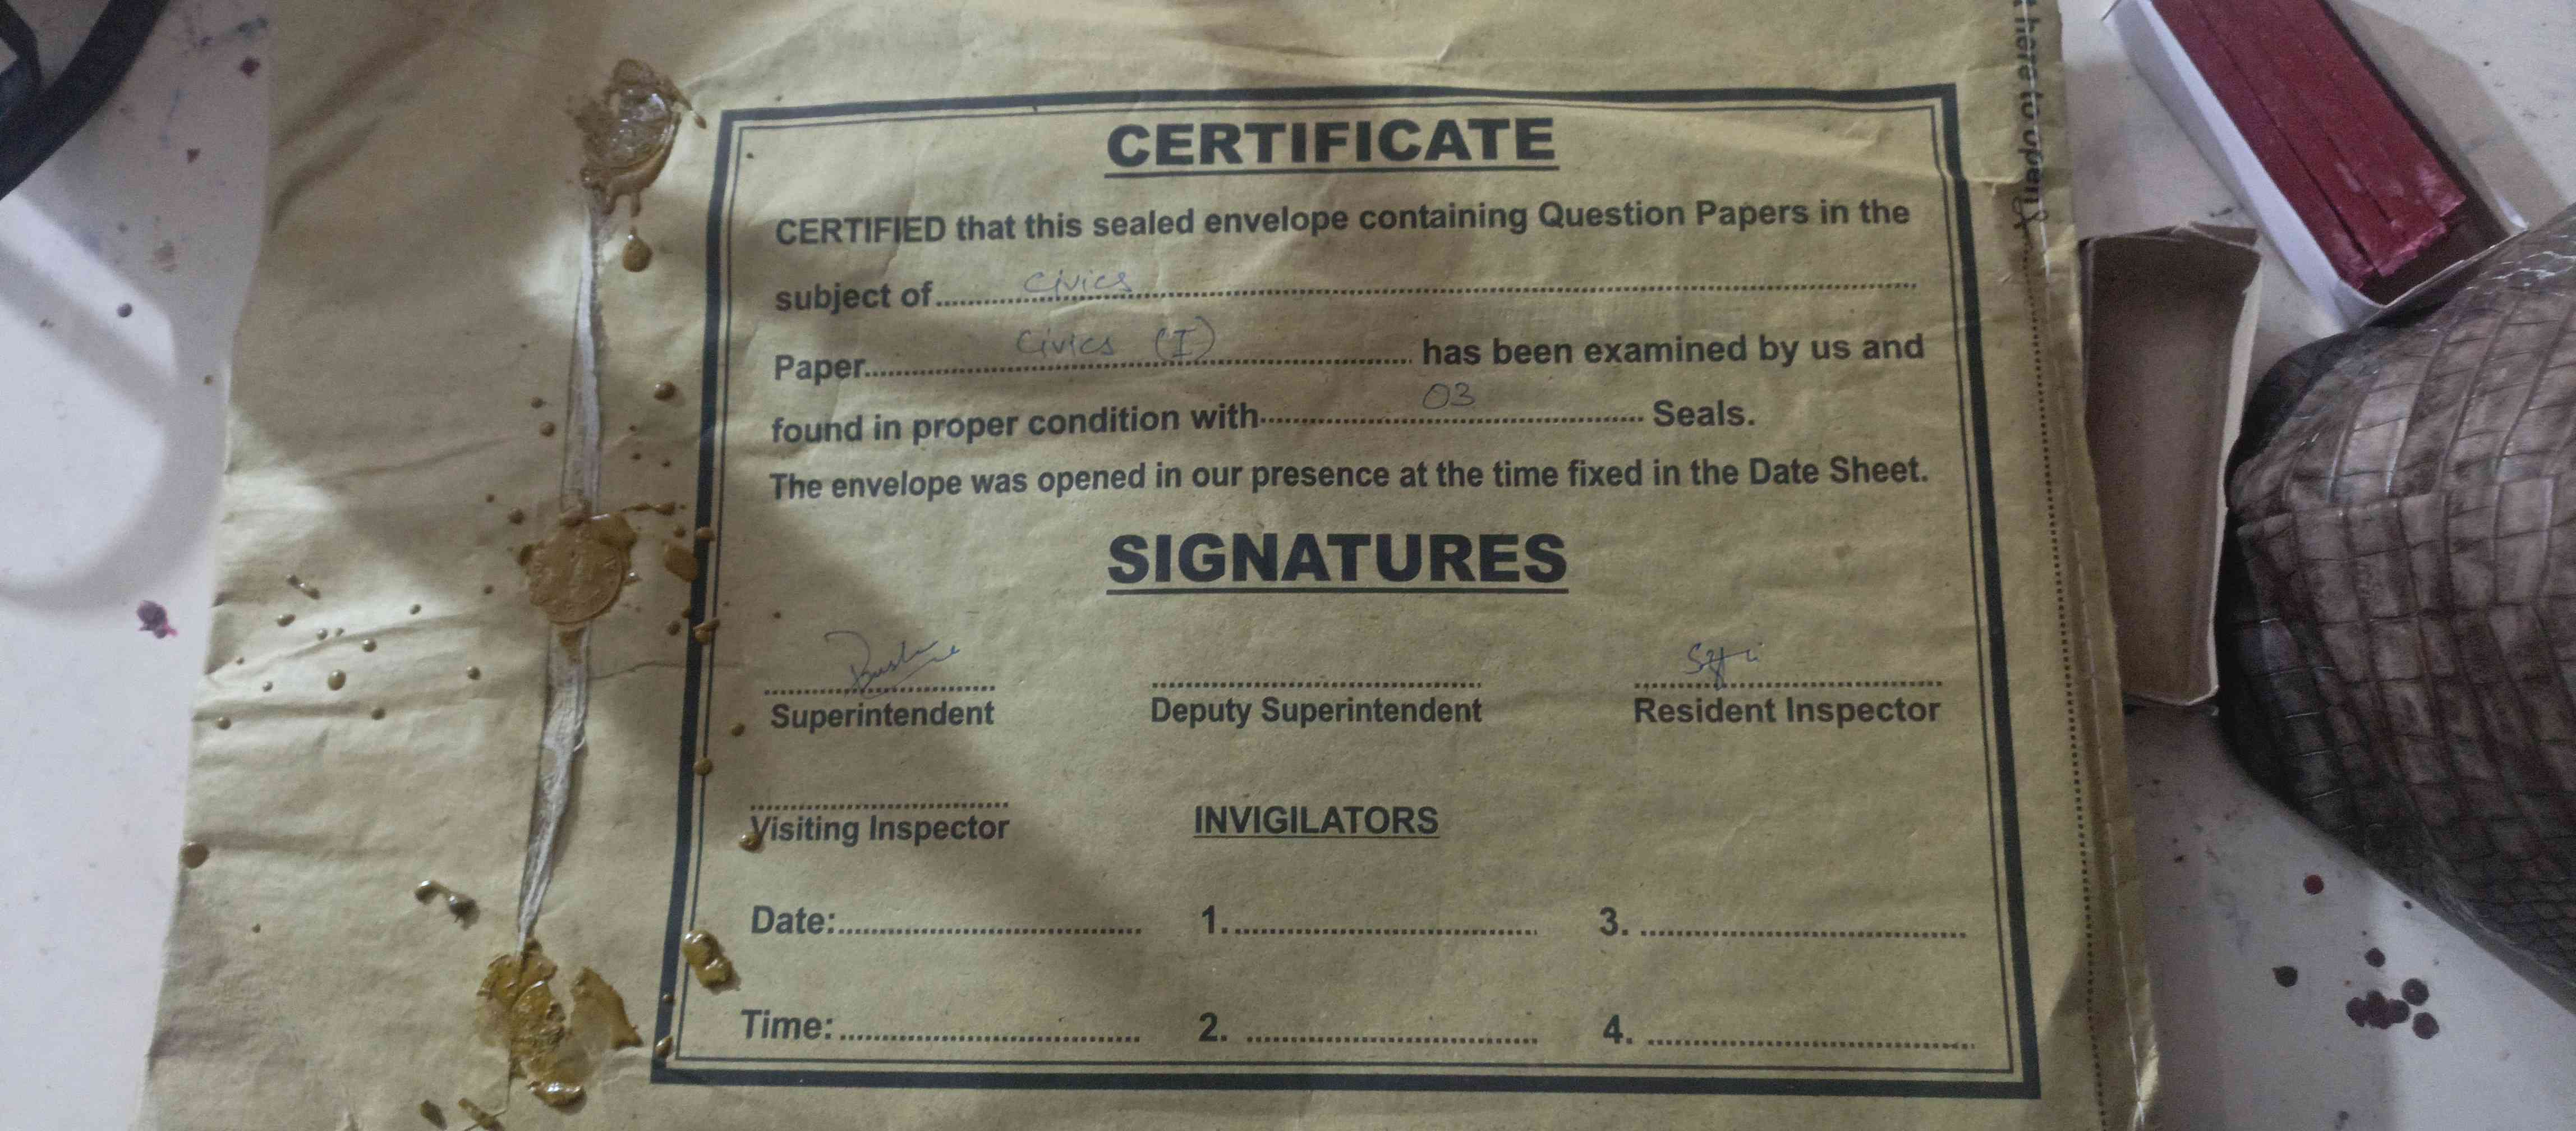 CERTIFICATE
CERTIFIED that this sealed envelope containing Question Papers in the
subject of.......... Civics ..........
Paper.......... Civics (I) .......... has been examined by us and
found in proper condition with.......... 03 .......... Seals.
The envelope was opened in our presence at the time fixed in the Date Sheet.
SIGNATURES
Superintendent Deputy Superintendent Resident Inspector
Visiting Inspector INVIGILATORS
Date:.......... 1........... 3. ..........
Time: .......... 2. .......... 4. ..........
here to open